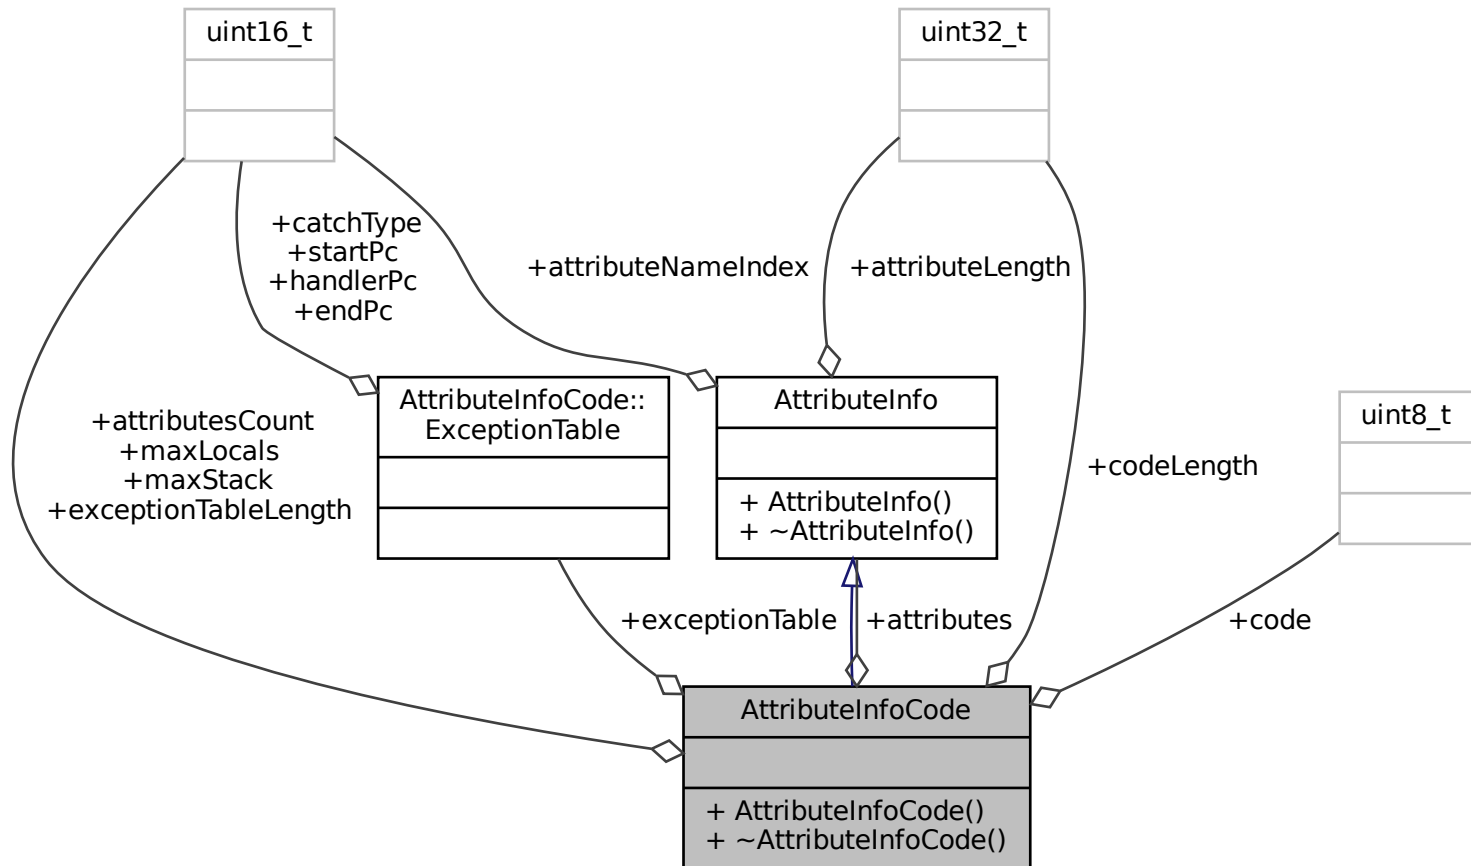 uint16_t
uint32_t
+catchType
+startPc
+handlerPc
+endPc
+attributeNameIndex
+attributeLength
AttributeInfoCode::
ExceptionTable
AttributeInfo
+ AttributeInfo()
+ ~AttributeInfo()
uint8_t
+attributesCount
+maxLocals
+maxStack
+exceptionTableLength
+codeLength
+exceptionTable
+attributes
+code
AttributeInfoCode
+ AttributeInfoCode()
+ ~AttributeInfoCode()